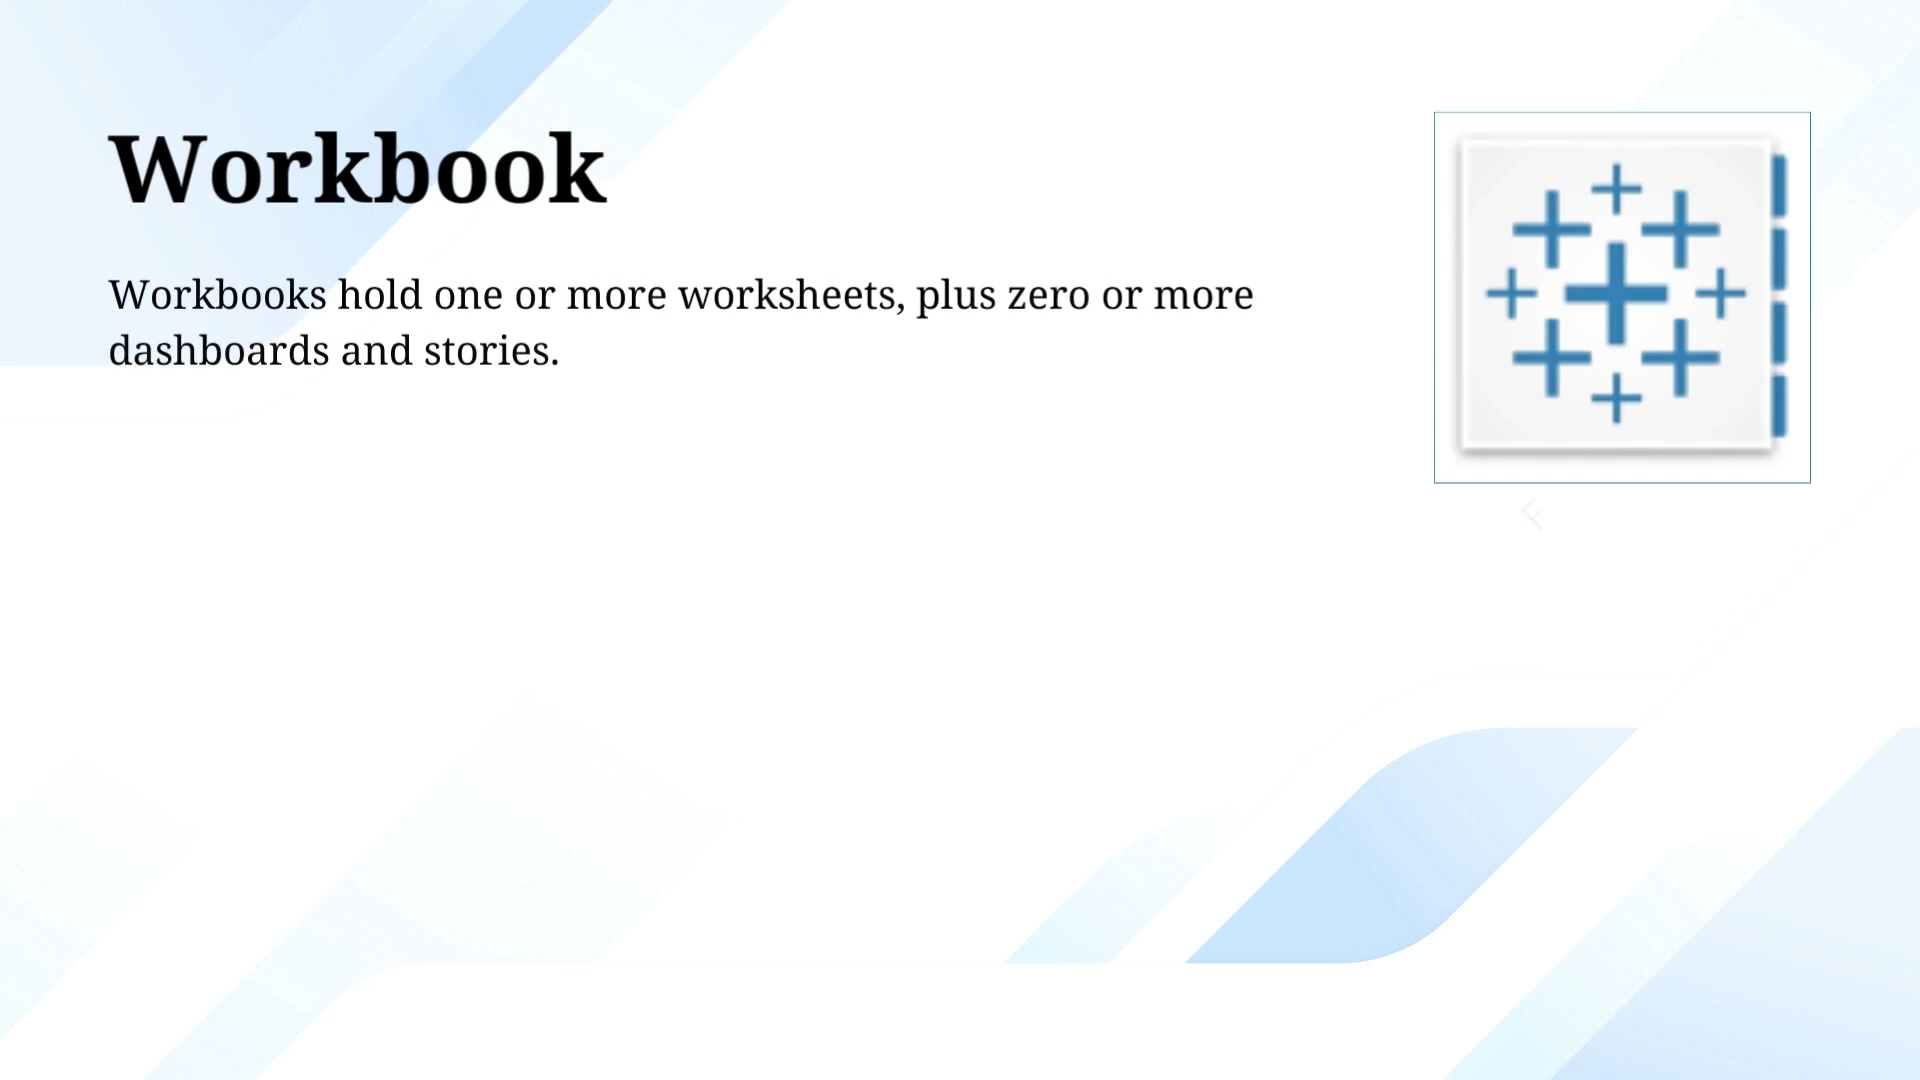 Workbook
Workbooks hold one or more worksheets, plus zero or more
dashboards and stories.
F